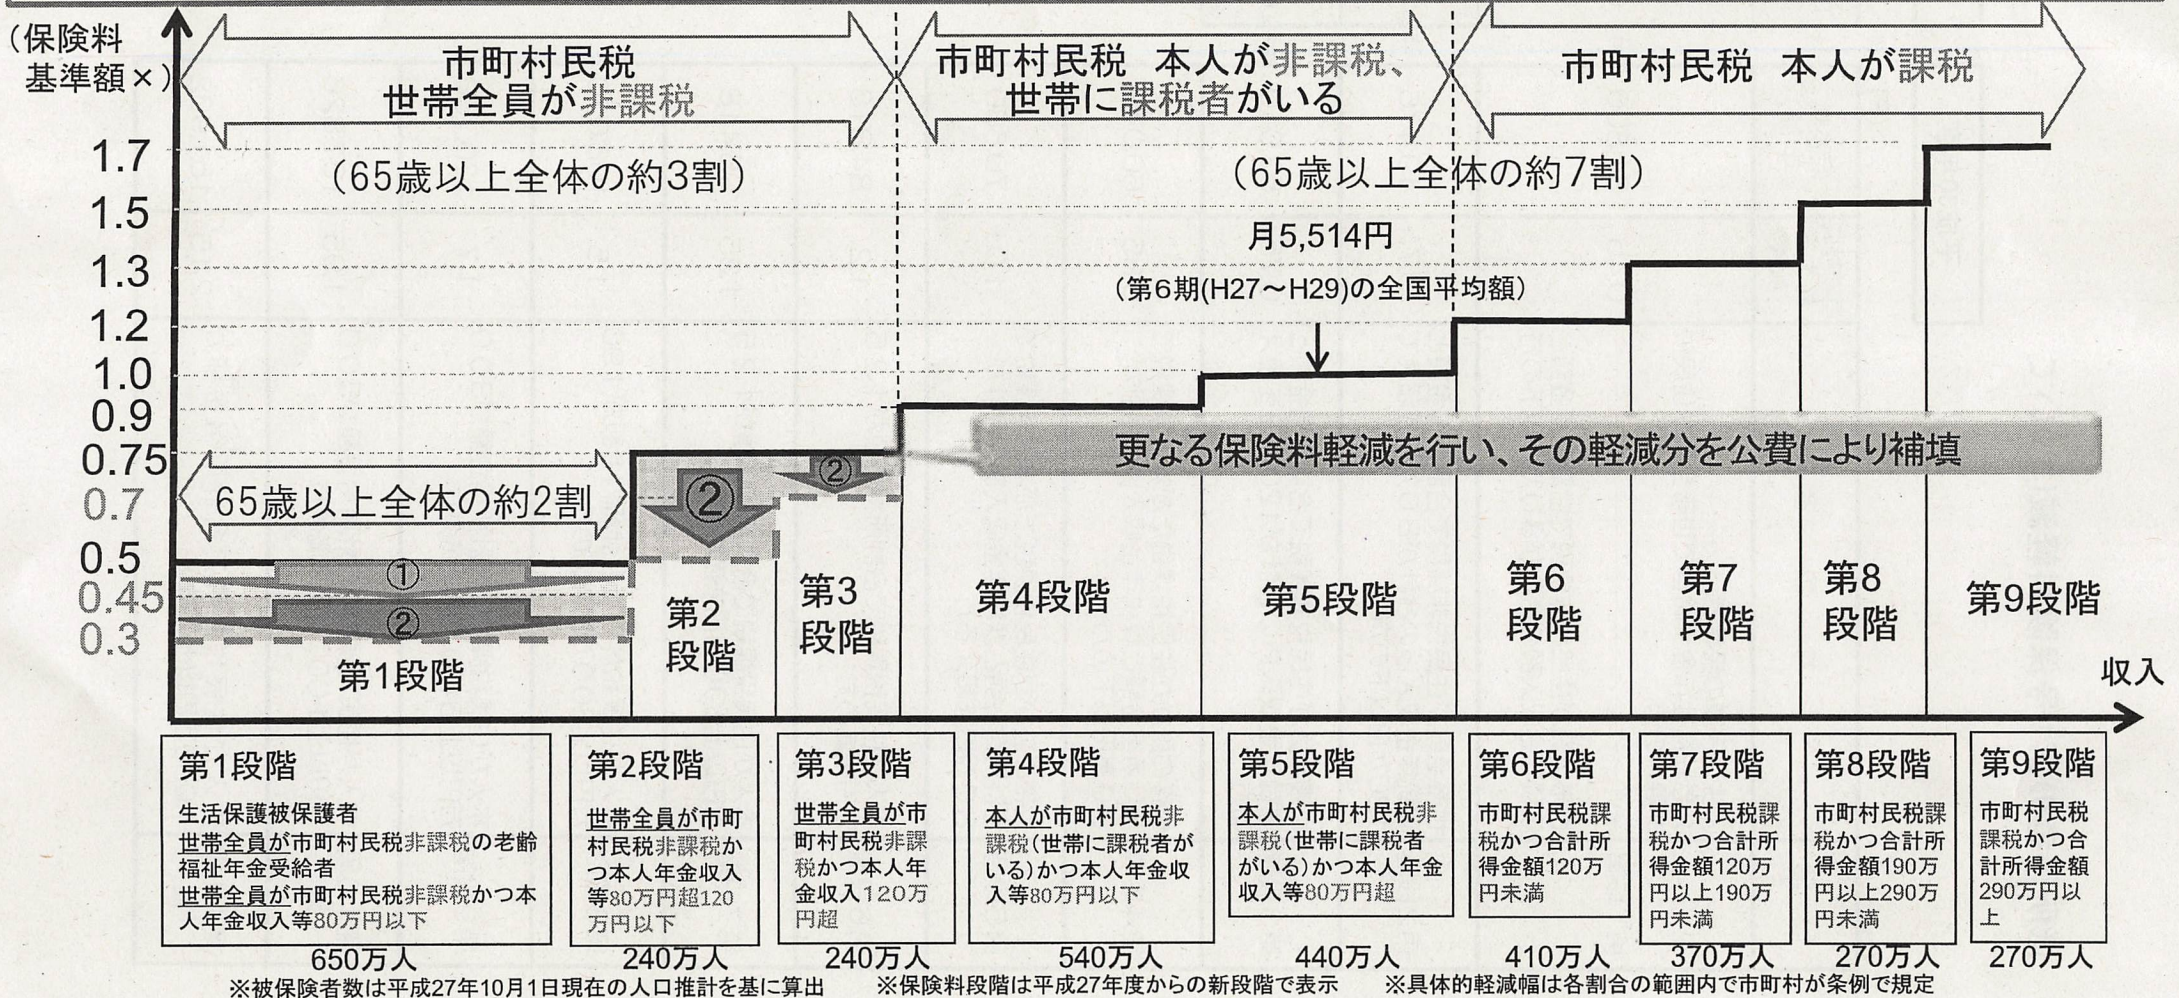 (保険料
基準額×)
市町村民税
世帯全員が非課税
市町村民税 本人が非課税、
世帯に課税者がいる
市町村民税 本人が課税
(65歳以上全体の約3割)
(65歳以上全体の約7割)
1.7
1.5
1.3
1.2
1.0
0.9
0.75
0.7
0.5
0.45
0.3
月5,514円
(第6期(H27～H29)の全国平均額)
更なる保険料軽減を行い、その軽減分を公費により補填
65歳以上全体の約2割
①
②
②
②
第1段階
第2
段階
第3
段階
第4段階
第5段階
第6
段階
第7
段階
第8
段階
第9段階
収入
第1段階
生活保護被保護者
世帯全員が市町村民税非課税の老齢
福祉年金受給者
世帯全員が市町村民税非課税かつ本
人年金収入等80万円以下
650万人
第2段階
世帯全員が市町
村民税非課税か
つ本人年金収入
等80万円超120
万円以下
240万人
第3段階
世帯全員が市
町村民税非課
税かつ本人年
金収入120万
円超
240万人
第4段階
本人が市町村民税非
課税(世帯に課税者が
いる)かつ本人年金収
入等80万円以下
540万人
第5段階
本人が市町村民税非
課税(世帯に課税者
がいる)かつ本人年金
収入等80万円超
440万人
第6段階
市町村民税課
税かつ合計所
得金額120万
円未満
410万人
第7段階
市町村民税課
税かつ合計所
得金額120万
円以上190万
円未満
370万人
第8段階
市町村民税課
税かつ合計所
得金額190万
円以上290万
円未満
270万人
第9段階
市町村民税
課税かつ合
計所得金額
290万円以
上
270万人
※被保険者数は平成27年10月1日現在の人口推計を基に算出 ※保険料段階は平成27年度からの新段階で表示 ※具体的軽減幅は各割合の範囲内で市町村が条例で規定